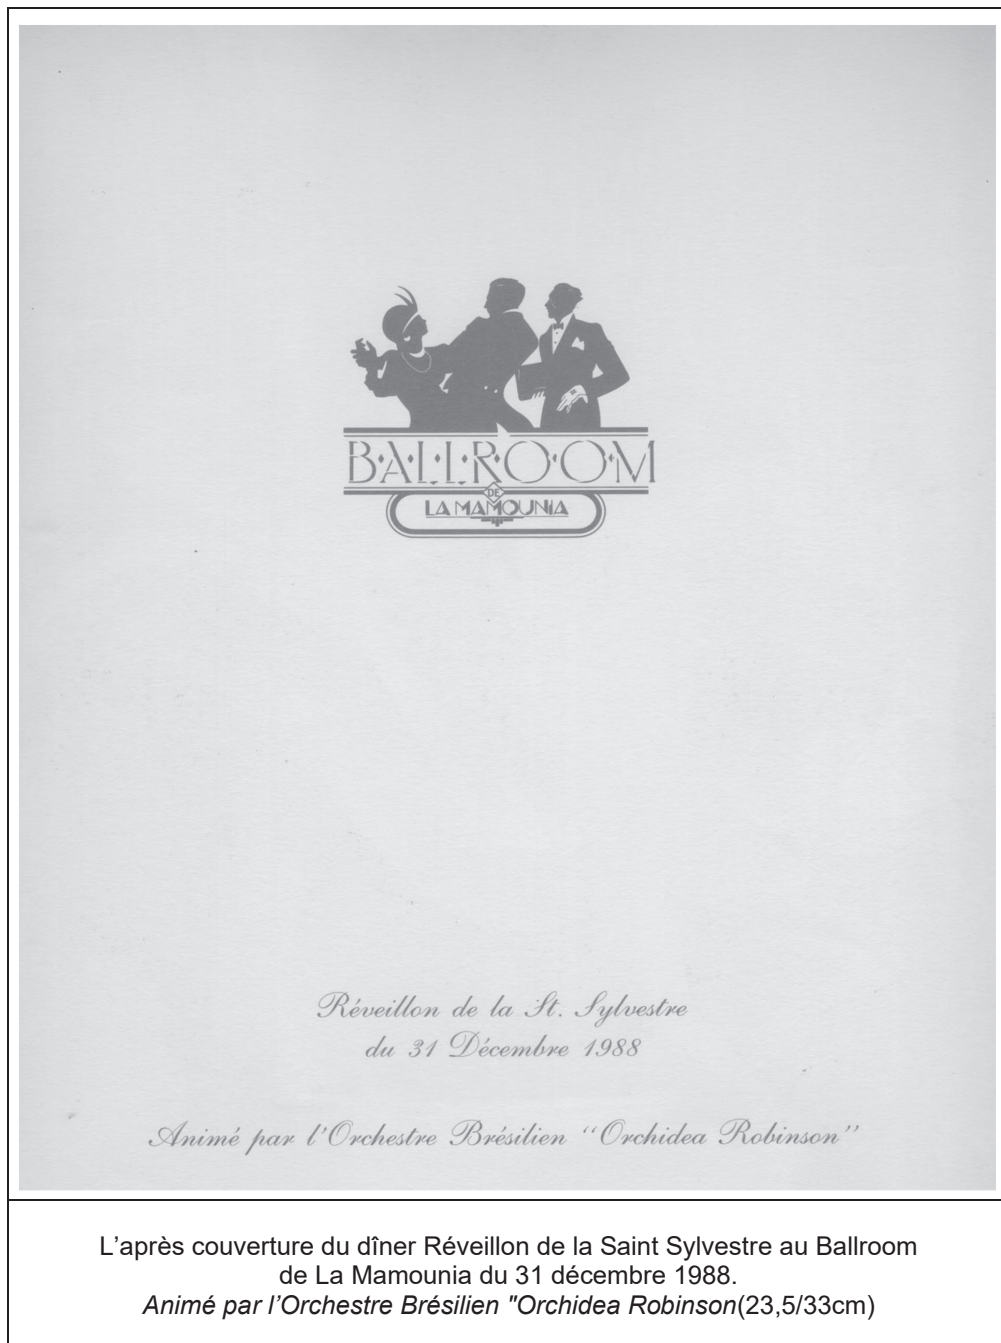 B·A·L·L·R·O·O·M
DE
LA MAMOUNIA
Réveillon de la St. Sylvestre
du 31 Décembre 1988
Animé par l'Orchestre Brésilien “Orchidea Robinson”
L’après couverture du dîner Réveillon de la Saint Sylvestre au Ballroom
de La Mamounia du 31 décembre 1988.
Animé par l’Orchestre Brésilien "Orchidea Robinson(23,5/33cm)